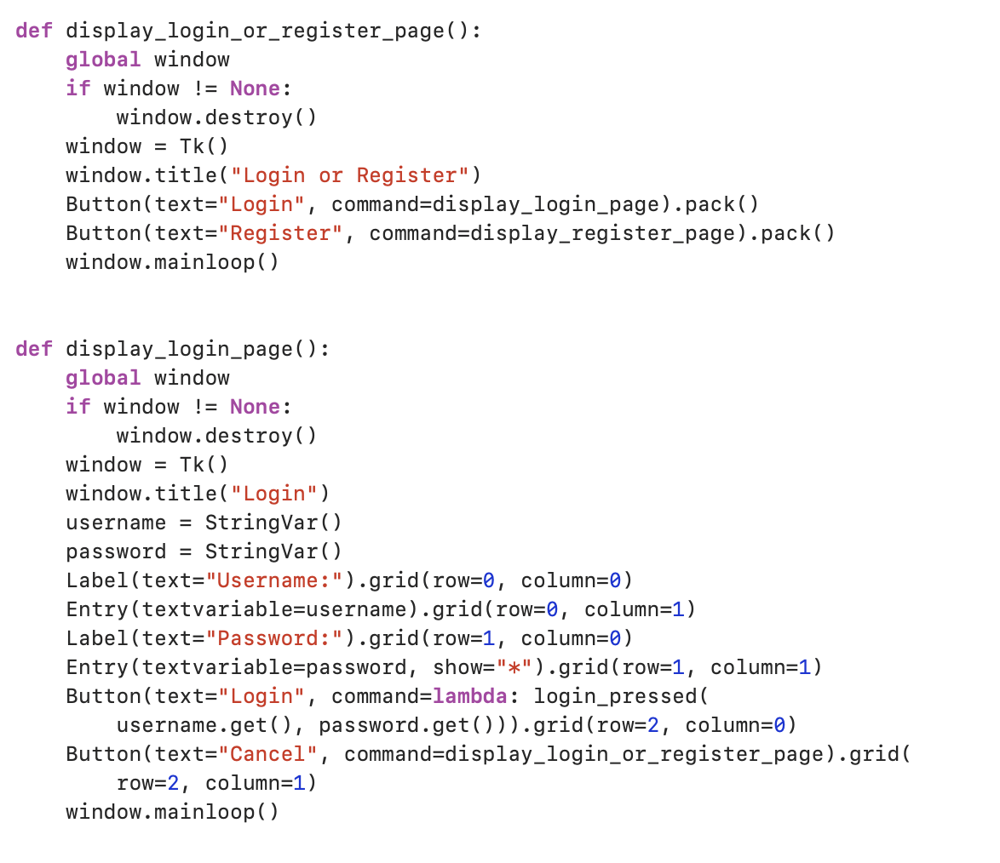 def display_login_or_register_page():
    global window
    if window != None:
        window.destroy()
    window = Tk()
    window.title("Login or Register")
    Button(text="Login", command=display_login_page).pack()
    Button(text="Register", command=display_register_page).pack()
    window.mainloop()


def display_login_page():
    global window
    if window != None:
        window.destroy()
    window = Tk()
    window.title("Login")
    username = StringVar()
    password = StringVar()
    Label(text="Username:").grid(row=0, column=0)
    Entry(textvariable=username).grid(row=0, column=1)
    Label(text="Password:").grid(row=1, column=0)
    Entry(textvariable=password, show="*").grid(row=1, column=1)
    Button(text="Login", command=lambda: login_pressed(
        username.get(), password.get())).grid(row=2, column=0)
    Button(text="Cancel", command=display_login_or_register_page).grid(
        row=2, column=1)
    window.mainloop()